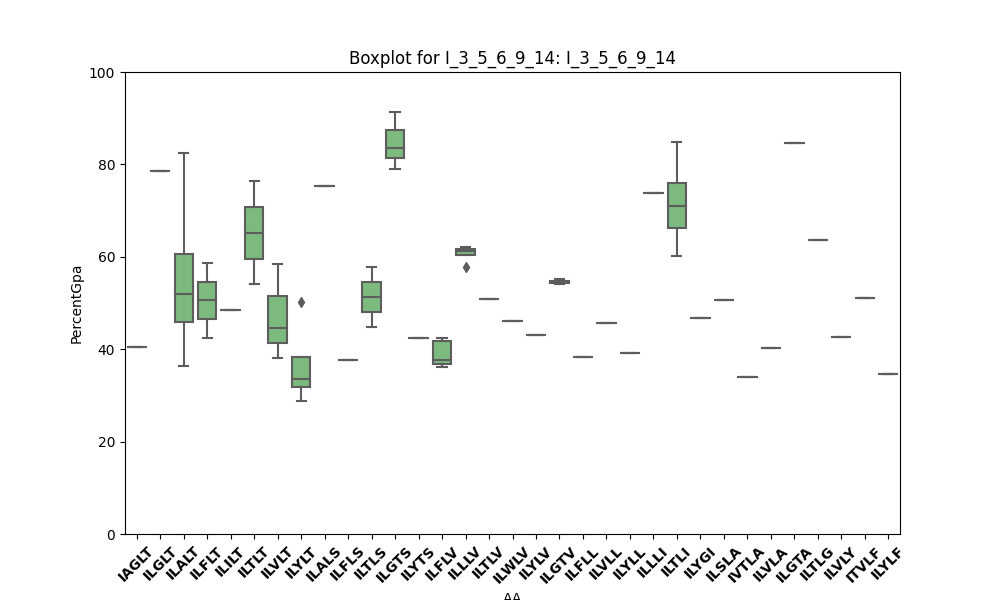 Boxplot for I_3_5_6_9_14: I_3_5_6_9_14
100
80
60
40
20
0
PercentGpa
IAGLT ILGLT ILALT ILFLT ILILT ILTLT ILVLT ILYLT ILALS ILFLS ILTLS ILGTS ILYTS ILFLV ILLLV ILTLV ILWLV ILYLV ILGTV ILFLL ILVLL ILYLL ILLLI ILTLI ILYGI ILSLA IVTLA ILVLA ILGTA ILTLG ILVLY ITVLF ILYLF
AA